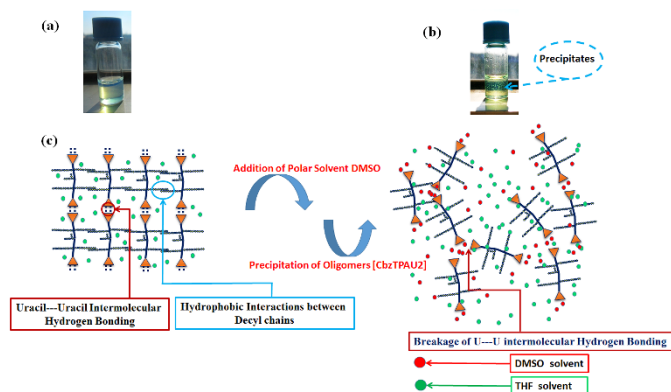 (a)
(b)
Precipitates
(c)
Addition of Polar Solvent DMSO
Precipitation of Oligomers [CbzTPAU2]
Uracil---Uracil Intermolecular
Hydrogen Bonding
Hydrophobic Interactions between
Decyl chains
Breakage of U---U intermolecular Hydrogen Bonding
DMSO solvent
THF solvent